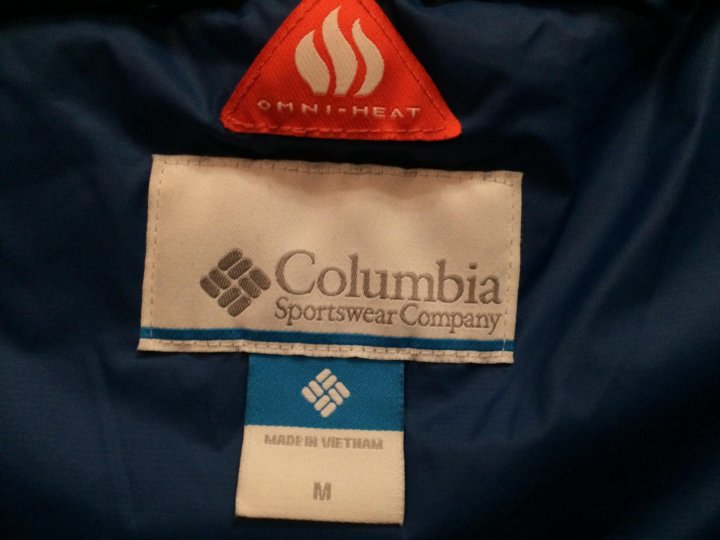 OMNI-HEAT
Columbia
Sportswear Company
MADE IN VIETNAM
M